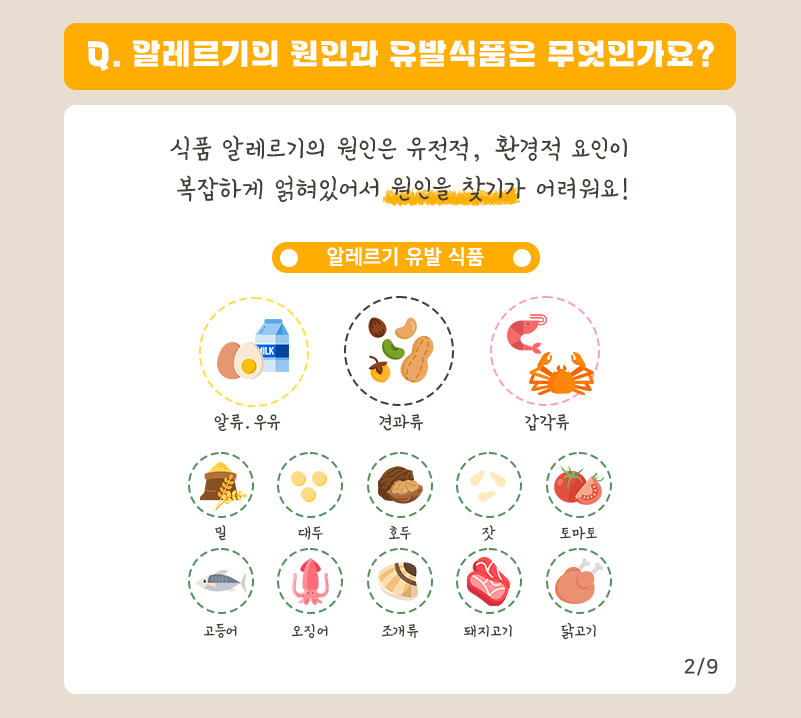 Q. 알레르기의 원인과 유발식품은 무엇인가요?
식품 알레르기의 원인은 유전적, 환경적 요인이
복잡하게 얽혀있어서 원인을 찾기가 어려워요!
알레르기 유발 식품
MILK
알류.우유 견과류 갑각류
밀 대두 호두 잣 토마토
고등어 오징어 조개류 돼지고기 닭고기
2/9